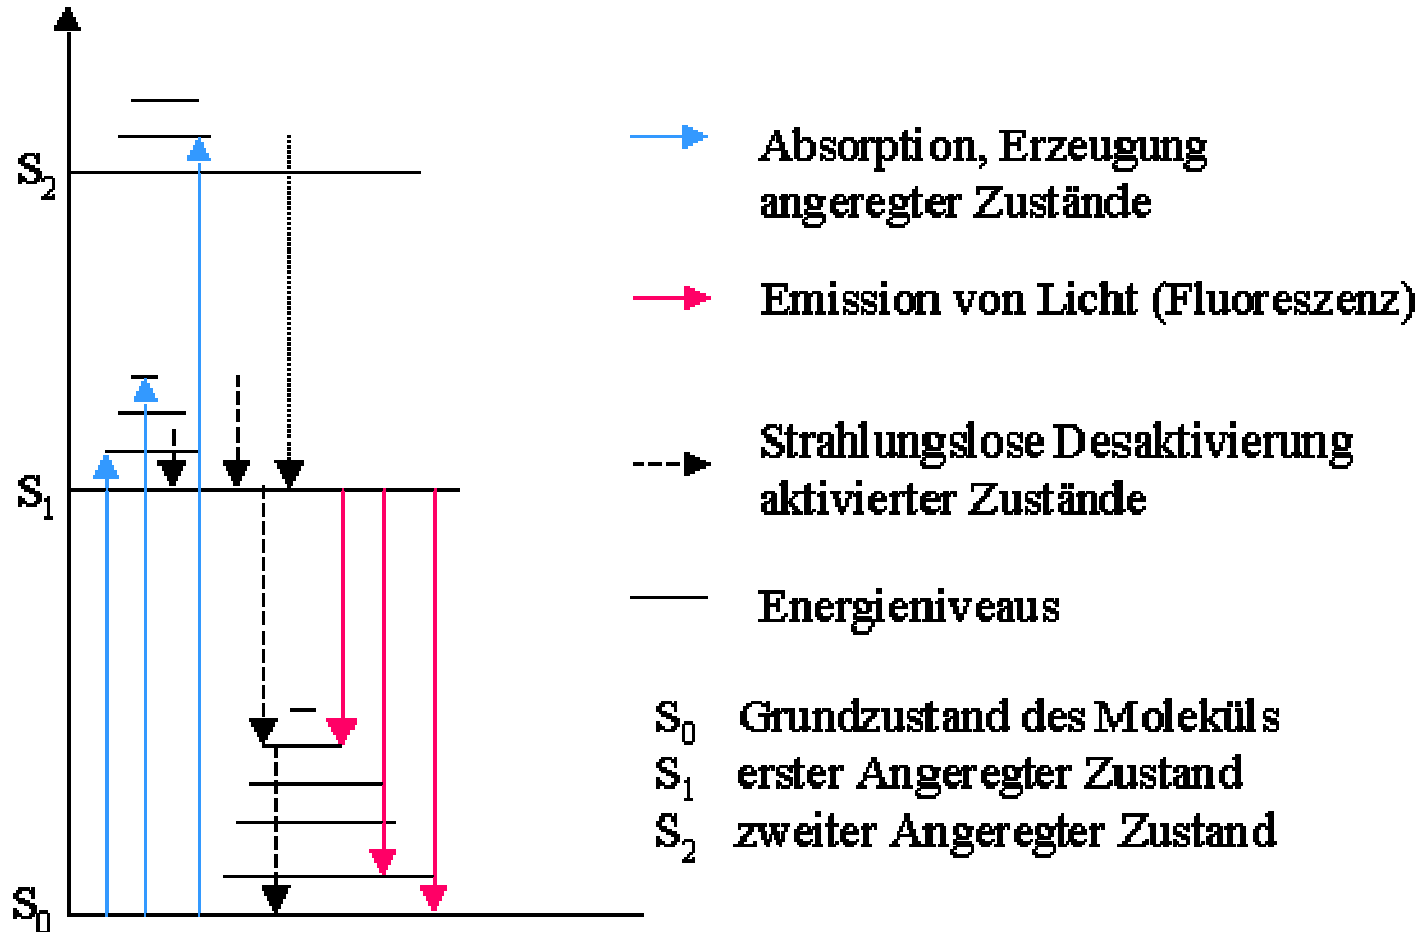 S2
S1
S0
Absorption, Erzeugung
angeregter Zustände
Emission von Licht (Fluoreszenz)
Strahlungslose Desaktivierung
aktivierter Zustände
Energieniveaus
S0 Grundzustand des Moleküls
S1 erster Angeregter Zustand
S2 zweiter Angeregter Zustand